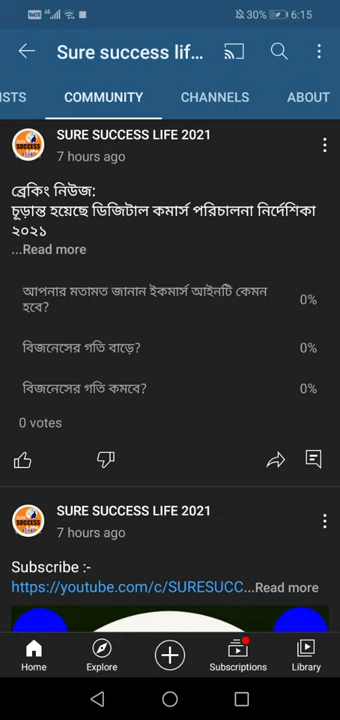 30% 6:15
Sure success lif...
ISTS COMMUNITY CHANNELS ABOUT
SURE SUCCESS LIFE 2021
7 hours ago
ব্রেকিং নিউজ:
চূড়ান্ত হয়েছে ডিজিটাল কমার্স পরিচালনা নির্দেশিকা
২০২১
...Read more
আপনার মতামত জানান ইকমার্স আইনটি কেমন
হবে?
0%
বিজনেসের গতি বাড়ে?
0%
বিজনেসের গতি কমবে?
0%
0 votes
SURE SUCCESS LIFE 2021
7 hours ago
Subscribe :-
https://youtube.com/c/SURESUCC...Read more
Home Explore Subscriptions Library